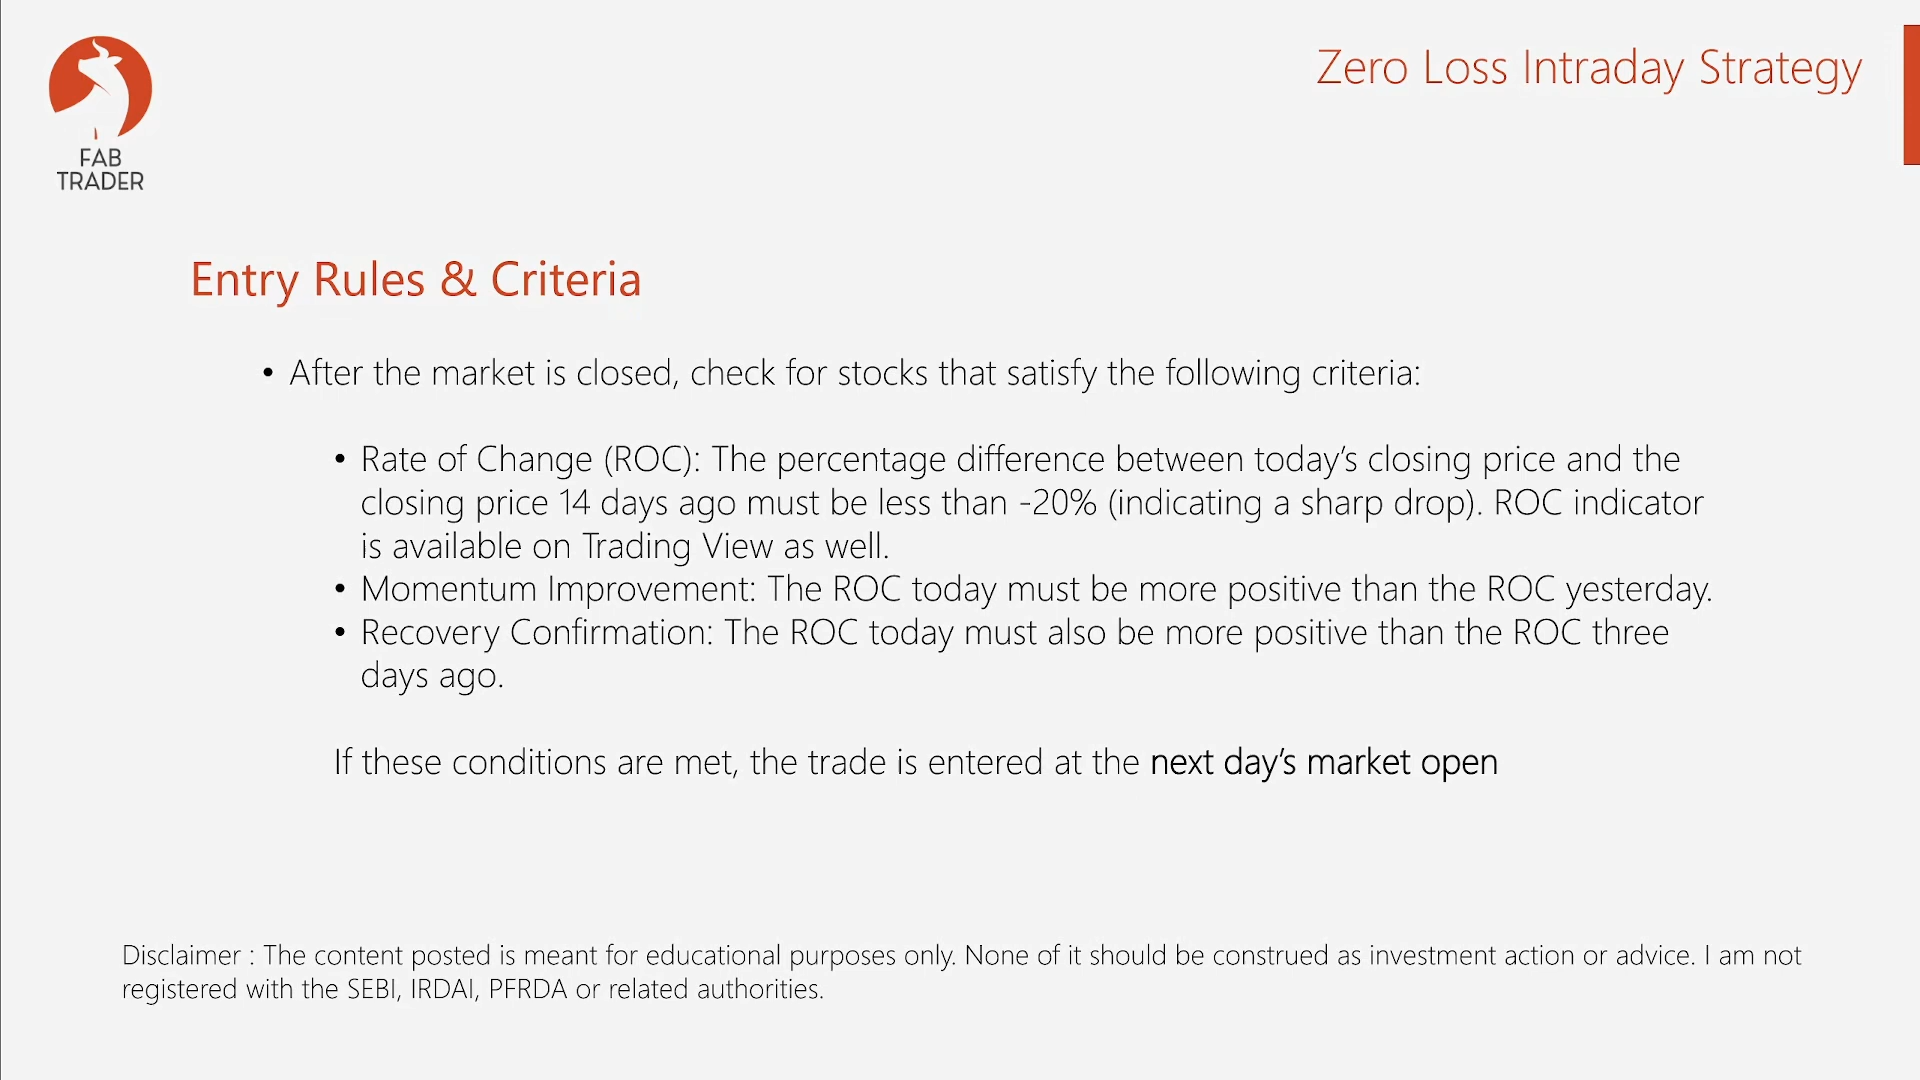 FAB
TRADER
Zero Loss Intraday Strategy
Entry Rules & Criteria
• After the market is closed, check for stocks that satisfy the following criteria:
• Rate of Change (ROC): The percentage difference between today’s closing price and the
closing price 14 days ago must be less than -20% (indicating a sharp drop). ROC indicator
is available on Trading View as well.
• Momentum Improvement: The ROC today must be more positive than the ROC yesterday.
• Recovery Confirmation: The ROC today must also be more positive than the ROC three
days ago.
If these conditions are met, the trade is entered at the next day’s market open
Disclaimer : The content posted is meant for educational purposes only. None of it should be construed as investment action or advice. I am not
registered with the SEBI, IRDAI, PFRDA or related authorities.